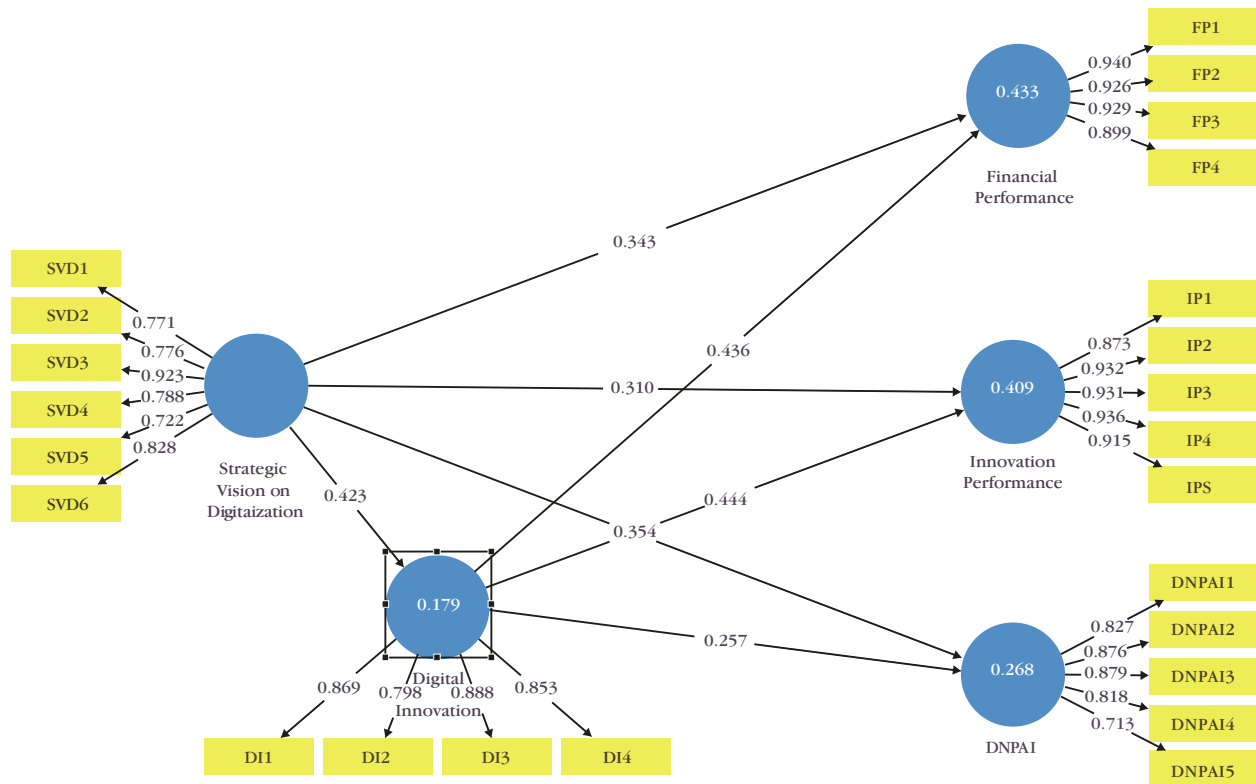 FP1
0.940
FP2
0.926
0.433
0.929
FP3
0.899
FP4
Financial
Performance
0.343
SVD1
0.771
SVD2
0.776
SVD3
0.923
0.788
SVD4
0.722
SVD5
0.828
SVD6
Strategic
Vision on
Digitaization
0.436
0.310
IP1
0.873
IP2
0.932
0.409
0.931
IP3
0.936
IP4
0.915
IPS
Innovation
Performance
0.423
0.444
0.354
0.179
0.257
DNPAI1
0.827
DNPAI2
0.876
0.268
0.879
DNPAI3
0.818
DNPAI4
0.713
DNPAI5
DNPAI
0.869
0.798
0.888
0.853
Digital
Innovation
DI1
DI2
DI3
DI4